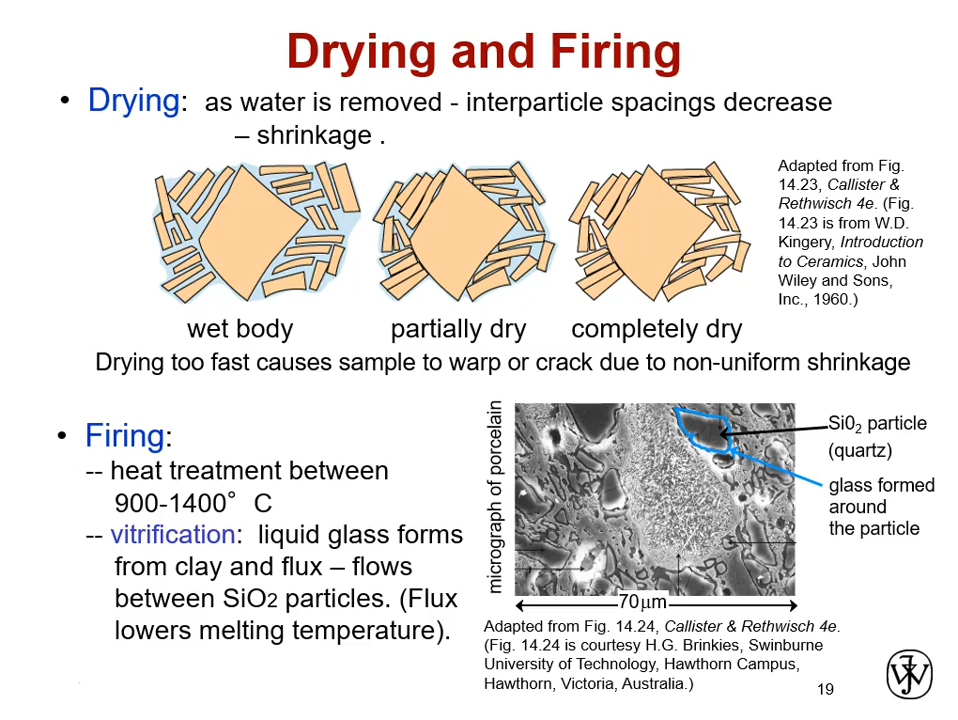 Drying and Firing
• Drying: as water is removed - interparticle spacings decrease
– shrinkage .
Adapted from Fig.
14.23, Callister &
Rethwisch 4e. (Fig.
14.23 is from W.D.
Kingery, Introduction
to Ceramics, John
Wiley and Sons,
Inc., 1960.)
wet body
partially dry
completely dry
Drying too fast causes sample to warp or crack due to non-uniform shrinkage
• Firing:
-- heat treatment between
900-1400° C
-- vitrification: liquid glass forms
from clay and flux – flows
between SiO2 particles. (Flux
lowers melting temperature).
micrograph of porcelain
Si0₂ particle
(quartz)
glass formed
around
the particle
70μm
Adapted from Fig. 14.24, Callister & Rethwisch 4e.
(Fig. 14.24 is courtesy H.G. Brinkies, Swinburne
University of Technology, Hawthorn Campus,
Hawthorn, Victoria, Australia.)
19